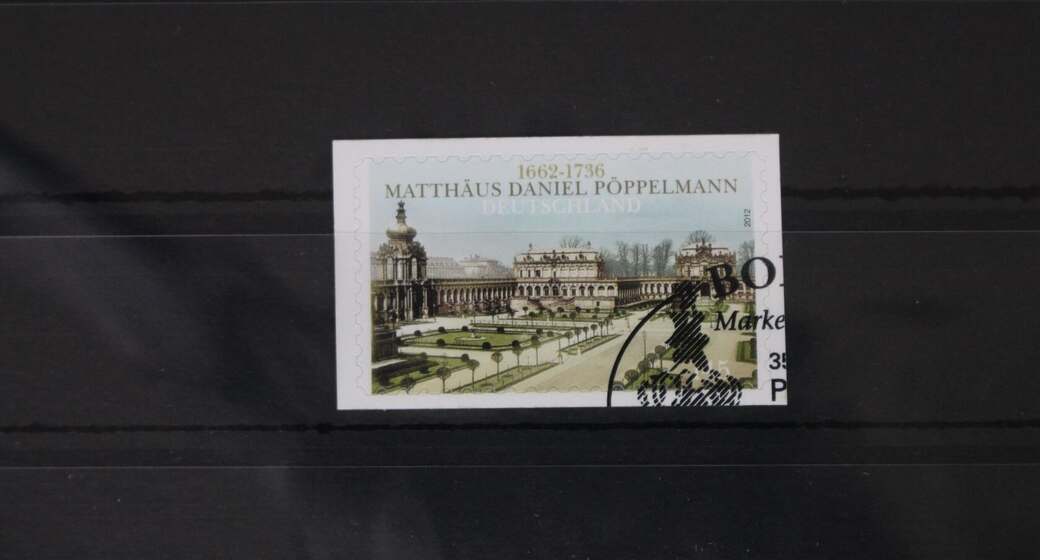 1662-1736
MATTHÄUS DANIEL PÖPPELMANN
DEUTSCHLAND
2012
BO
Marke
35
P